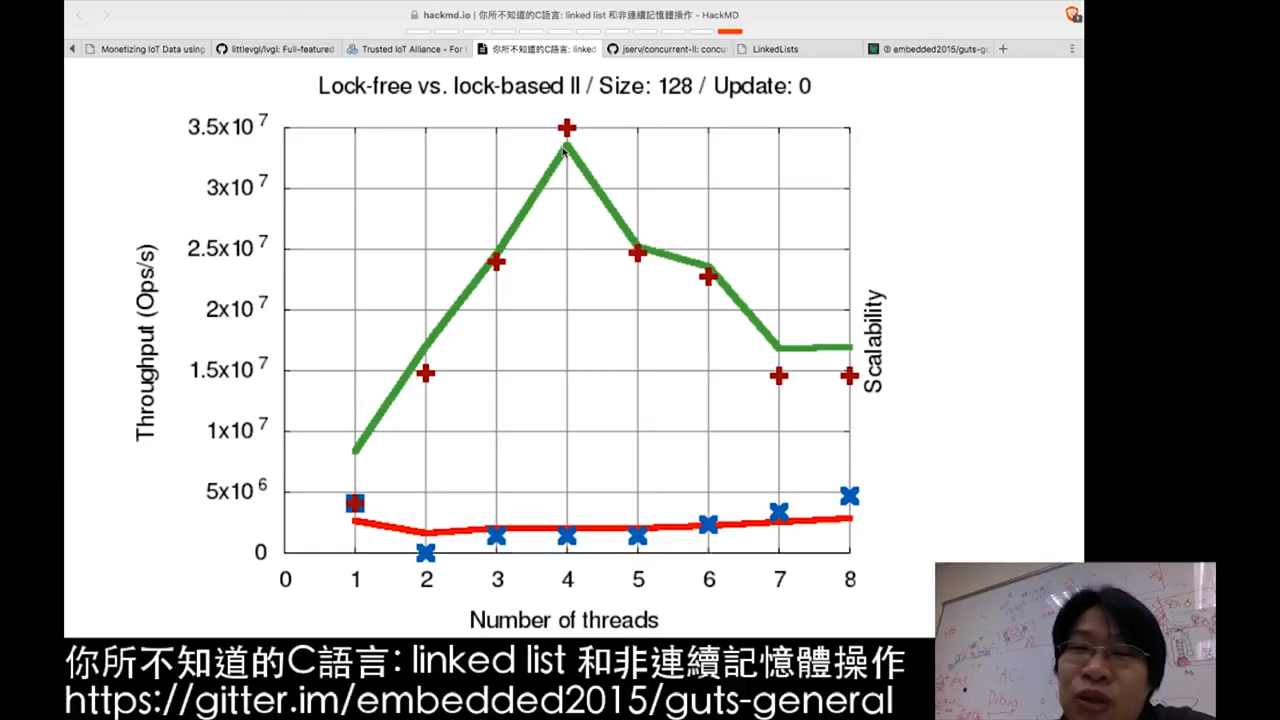 hackmd.io | 你所不知道的C語言: linked list 和非連續記憶體操作 - HackMD
Monetizing IoT Data using
littlevgl/lvgl: Full-featured
Trusted IoT Alliance - For
你所不知道的C語言: linked
jserv/concurrent-ll: concur
LinkedLists
@ embedded2015/guts-ge
Lock-free vs. lock-based ll / Size: 128 / Update: 0
3.5x10^7
3x10^7
2.5x10^7
2x10^7
1.5x10^7
1x10^7
5x10^6
0
Throughput (Ops/s)
Scalability
0 1 2 3 4 5 6 7 8
Number of threads
你所不知道的C語言: linked list 和非連續記憶體操作
https://gitter.im/embedded2015/guts-general
Debug